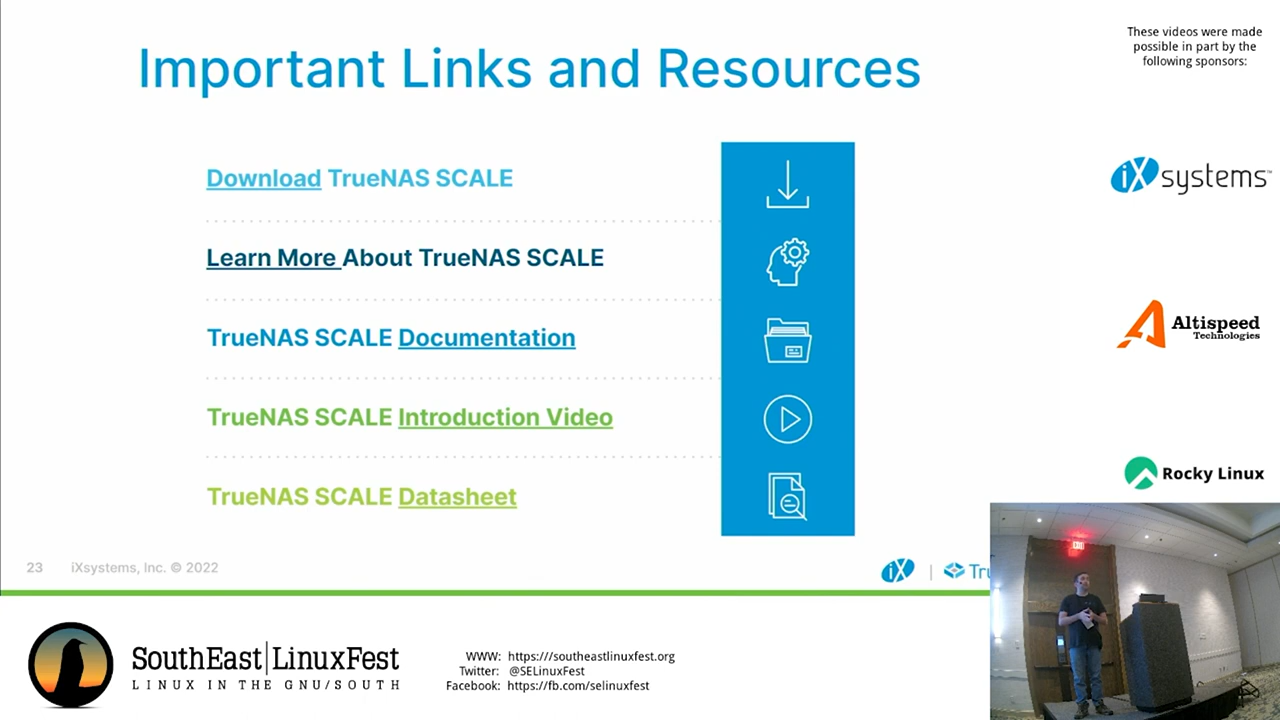 Important Links and Resources
Download TrueNAS SCALE
Learn More About TrueNAS SCALE
TrueNAS SCALE Documentation
TrueNAS SCALE Introduction Video
TrueNAS SCALE Datasheet
23 iXsystems, Inc. © 2022
iX | Tru
These videos were made
possible in part by the
following sponsors:
iXsystems™
Altispeed
Technologies
Rocky Linux
EXIT
SouthEast|LinuxFest
LINUX IN THE GNU/SOUTH
WWW: https://southeastlinuxfest.org
Twitter: @SELinuxFest
Facebook: https://fb.com/selinuxfest